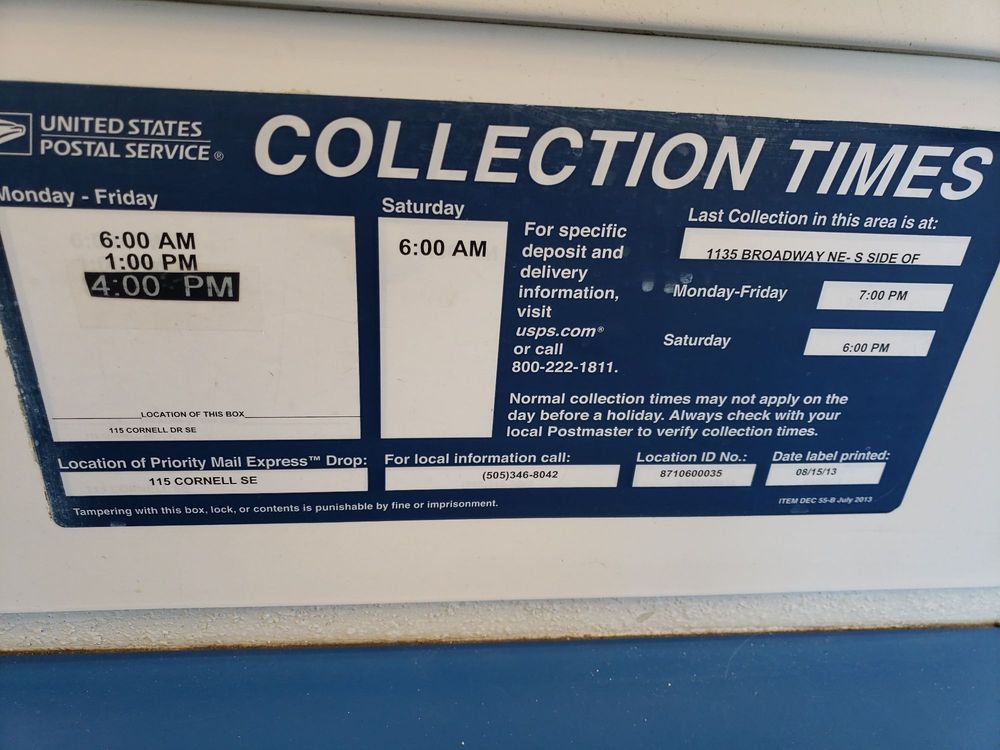 UNITED STATES
POSTAL SERVICE®
COLLECTION TIMES
Monday - Friday
6:00 AM
1:00 PM
4:00 PM
LOCATION OF THIS BOX
115 CORNELL DR SE
Saturday
6:00 AM
For specific
deposit and
delivery
information,
visit
usps.com®
or call
800-222-1811.
Last Collection in this area is at:
1135 BROADWAY NE- S SIDE OF
Monday-Friday
7:00 PM
Saturday
6:00 PM
Normal collection times may not apply on the
day before a holiday. Always check with your
local Postmaster to verify collection times.
Location of Priority Mail Express™ Drop:
115 CORNELL SE
For local information call:
(505)346-8042
Location ID No.:
8710600035
Date label printed:
08/15/13
Tampering with this box, lock, or contents is punishable by fine or imprisonment.
ITEM DEC 55-B July 2013